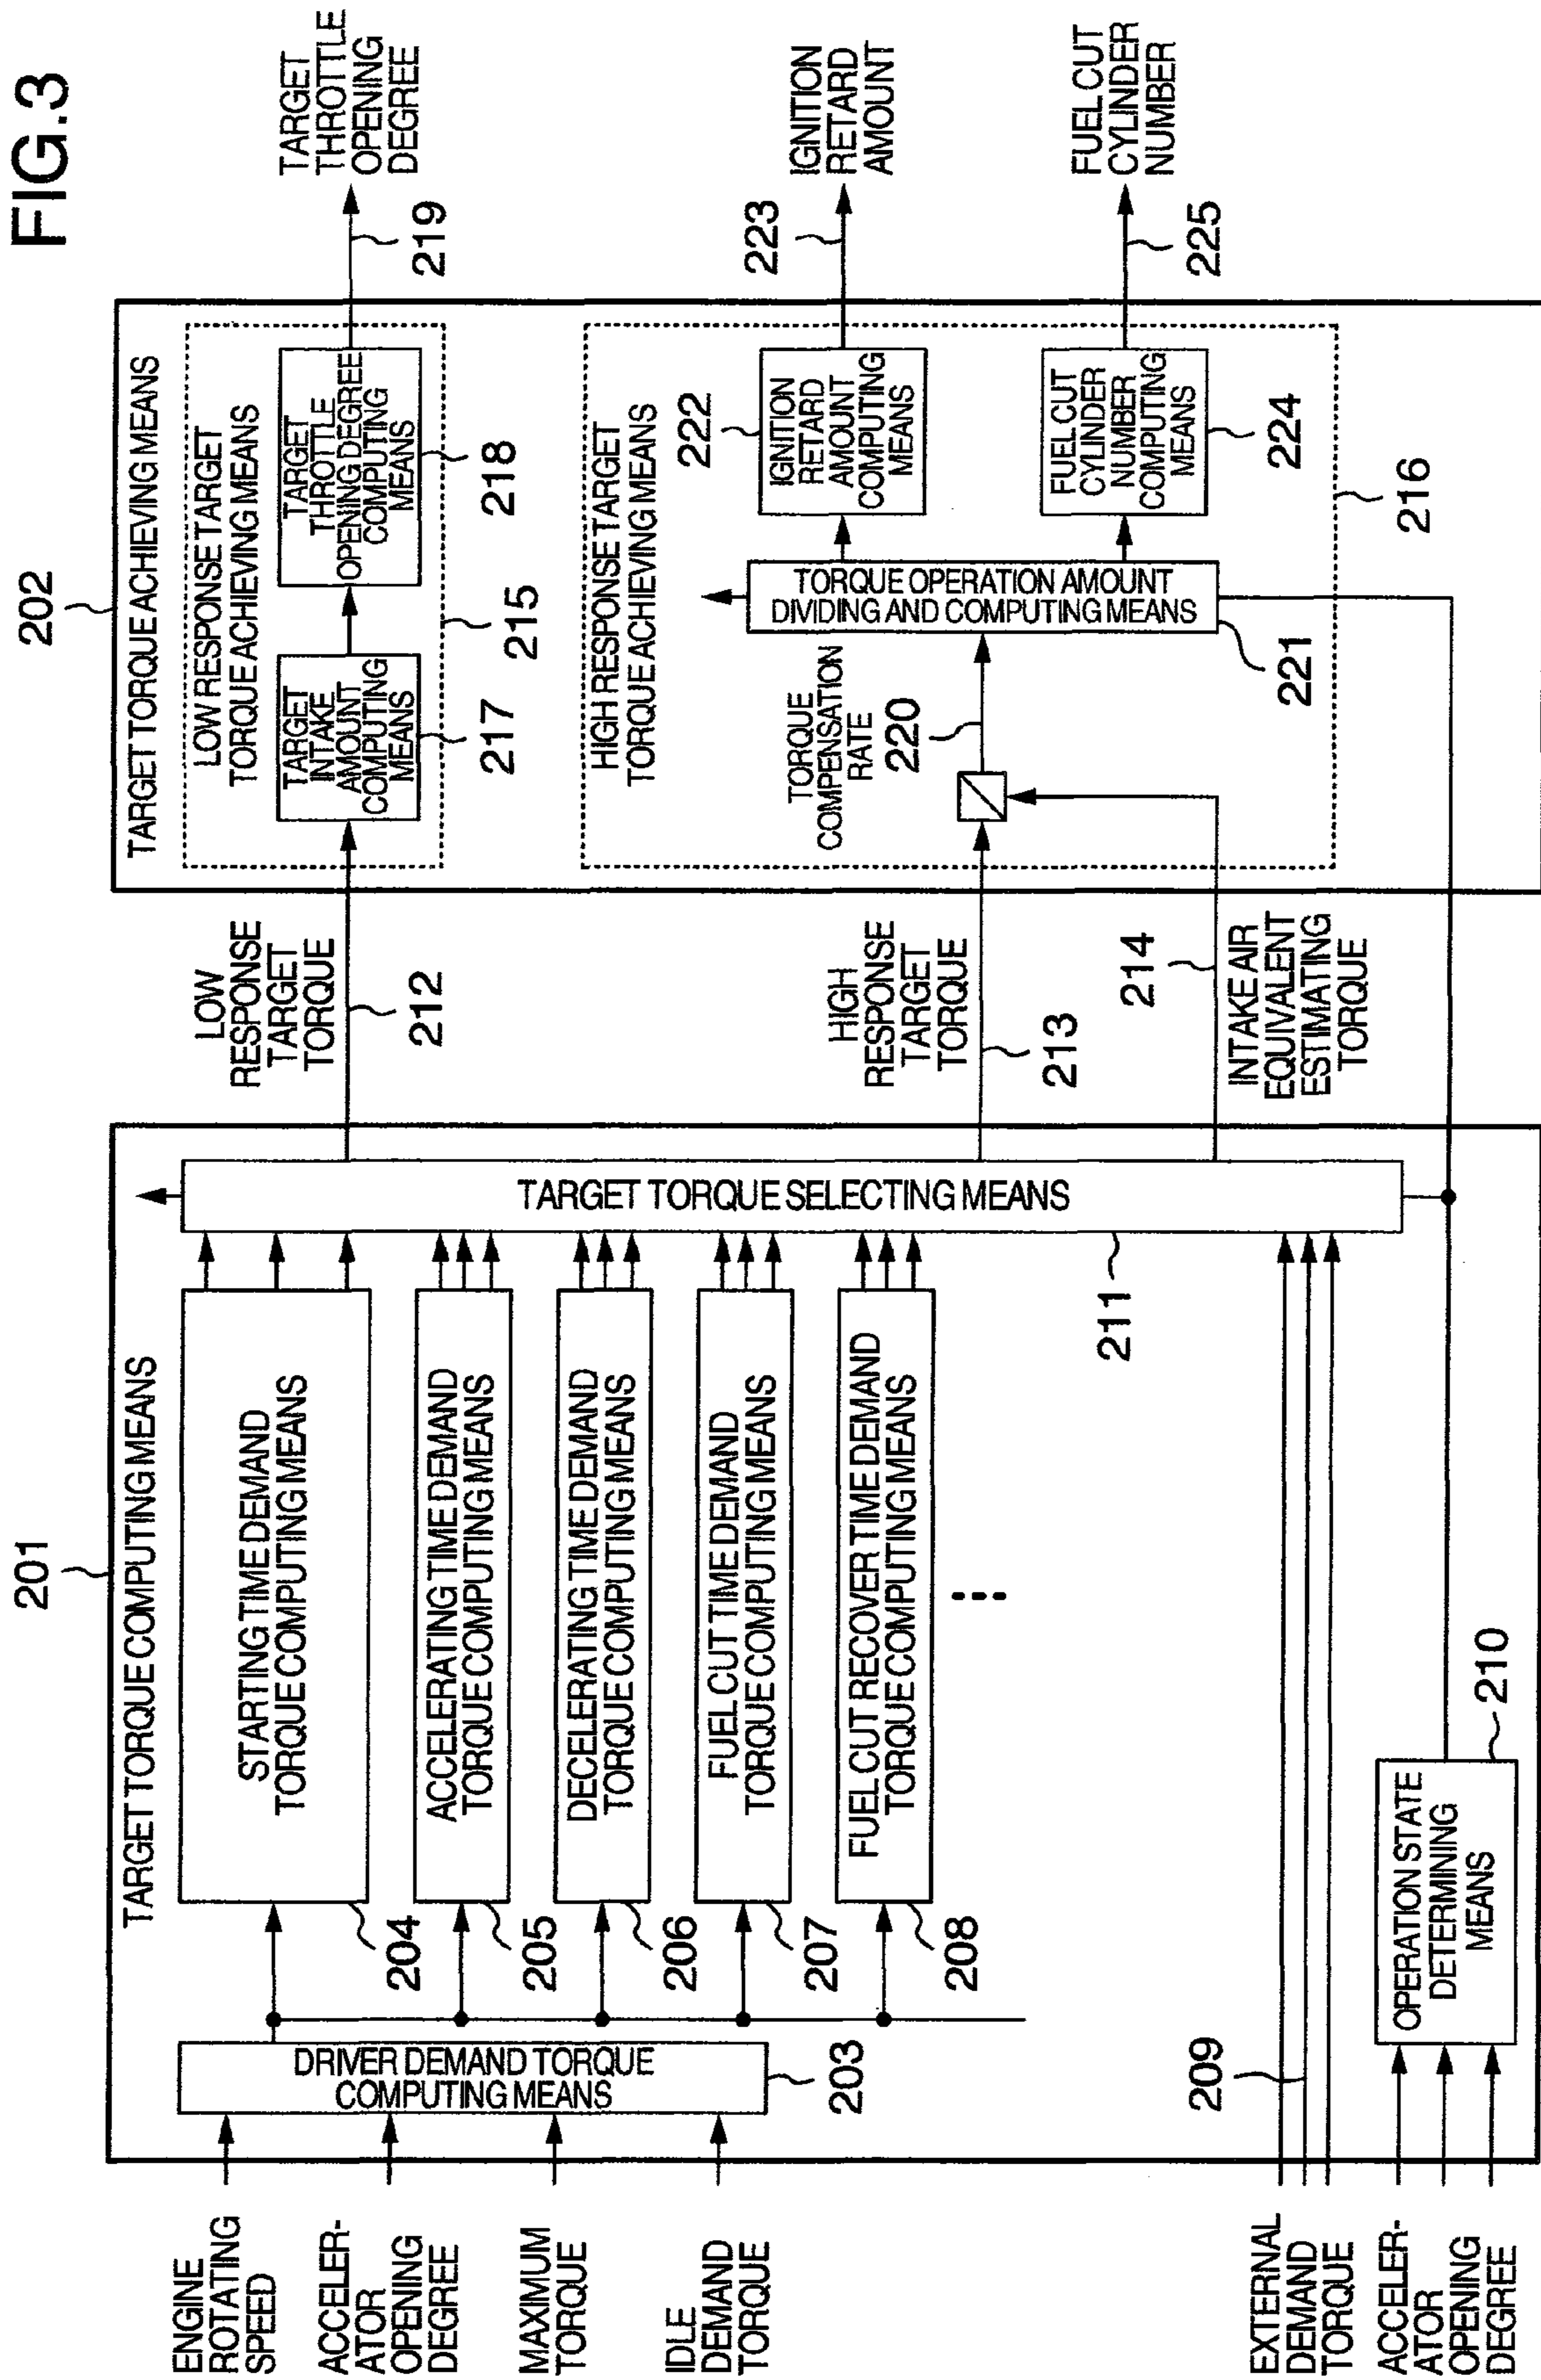 FIG.3
201
TARGET TORQUE COMPUTING MEANS
ENGINE
ROTATING
SPEED
ACCELER-
ATOR
OPENING
DEGREE
MAXIMUM
TORQUE
IDLE
DEMAND
TORQUE
DRIVER DEMAND TORQUE
COMPUTING MEANS
203
STARTING TIME DEMAND
TORQUE COMPUTING MEANS
204
ACCELERATING TIME DEMAND
TORQUE COMPUTING MEANS
205
DECELERATING TIME DEMAND
TORQUE COMPUTING MEANS
206
FUEL CUT TIME DEMAND
TORQUE COMPUTING MEANS
207
FUEL CUT RECOVER TIME DEMAND
TORQUE COMPUTING MEANS
208
EXTERNAL
DEMAND
TORQUE
209
ACCELER-
ATOR
OPENING
DEGREE
OPERATION STATE
DETERMINING
MEANS
210
TARGET TORQUE SELECTING MEANS
211
LOW
RESPONSE
TARGET
TORQUE
212
HIGH
RESPONSE
TARGET
TORQUE
213
214
INTAKE AIR
EQUIVALENT
ESTIMATING
TORQUE
202
TARGET TORQUE ACHIEVING MEANS
LOW RESPONSE TARGET
TORQUE ACHIEVING MEANS
TARGET
INTAKE
AMOUNT
COMPUTING
MEANS
217
215
TARGET
THROTTLE
OPENING DEGREE
COMPUTING
MEANS
218
219
TARGET
THROTTLE
OPENING
DEGREE
HIGH RESPONSE TARGET
TORQUE ACHIEVING MEANS
TORQUE
COMPENSATION
RATE
220
TORQUE OPERATION AMOUNT
DIVIDING AND COMPUTING MEANS
221
222
IGNITION
RETARD
AMOUNT
COMPUTING
MEANS
223
IGNITION
RETARD
AMOUNT
FUEL CUT
CYLINDER
NUMBER
COMPUTING
MEANS
224
216
225
FUEL CUT
CYLINDER
NUMBER